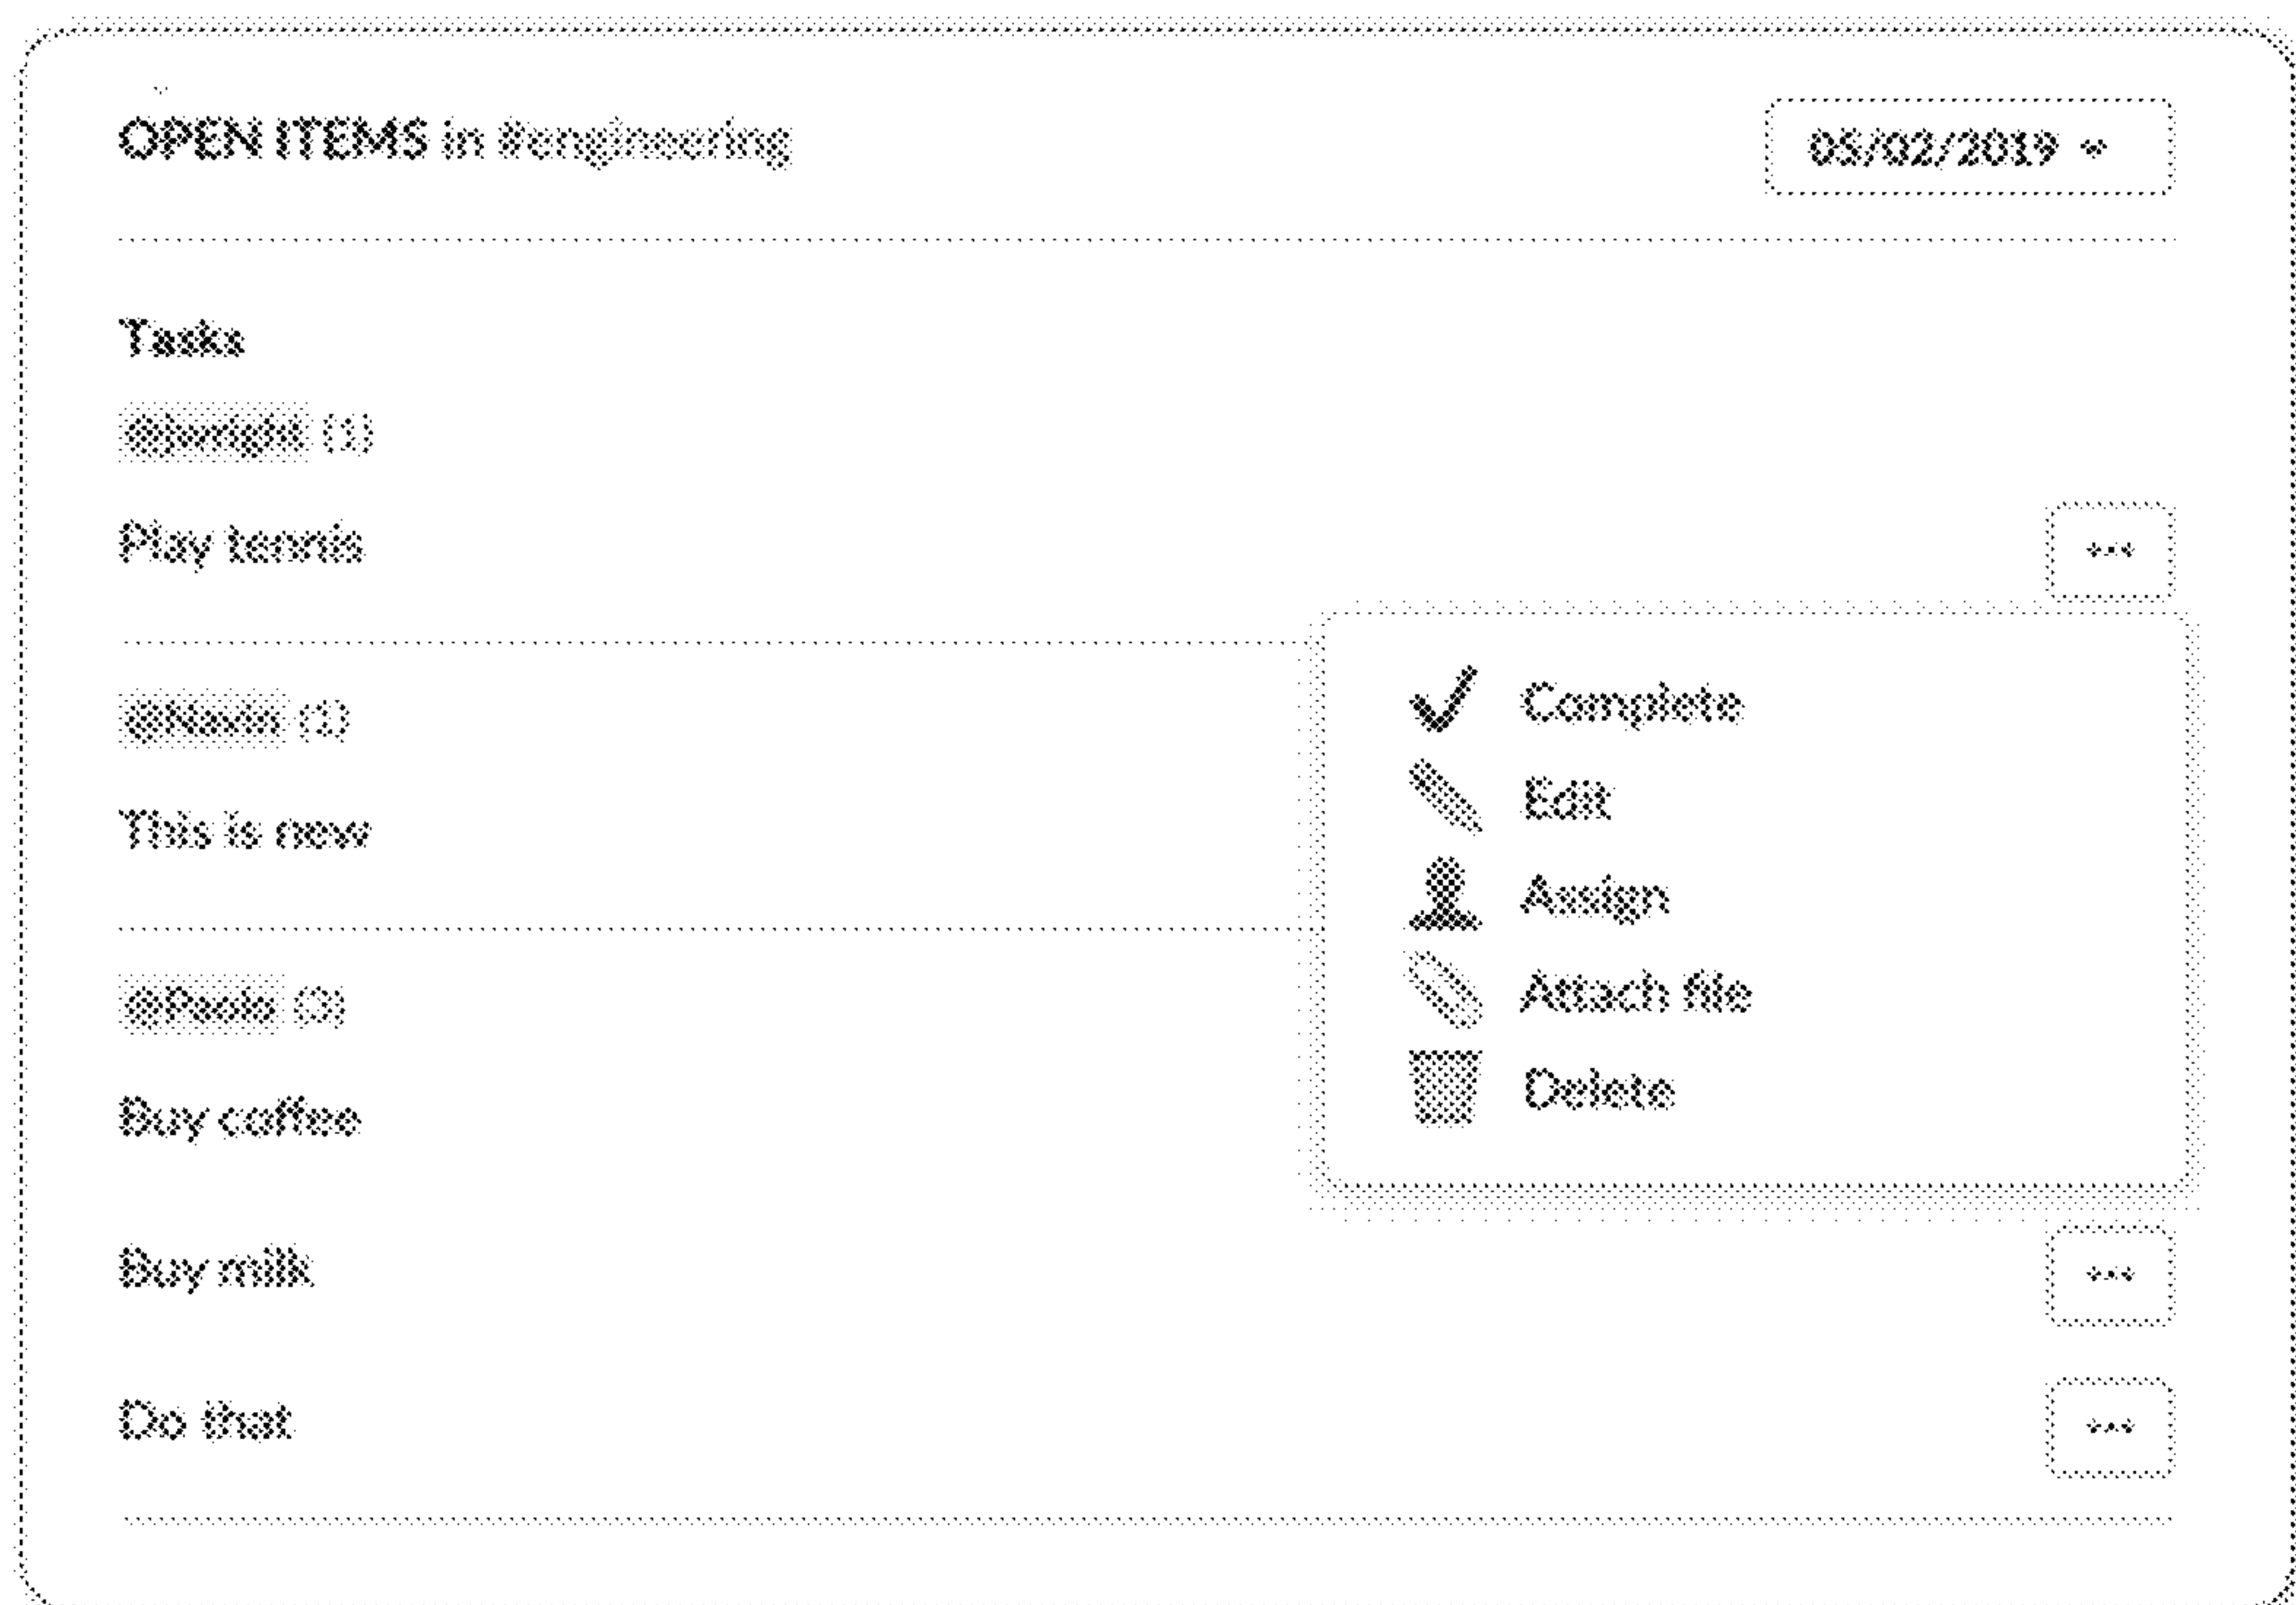 OPEN ITEMS in #engineering
05/02/2019
Tasks
(1)
Play tennis
(1)
This is new
(3)
Buy coffee
Buy milk
Do that
Complete
Edit
Assign
Attach file
Delete